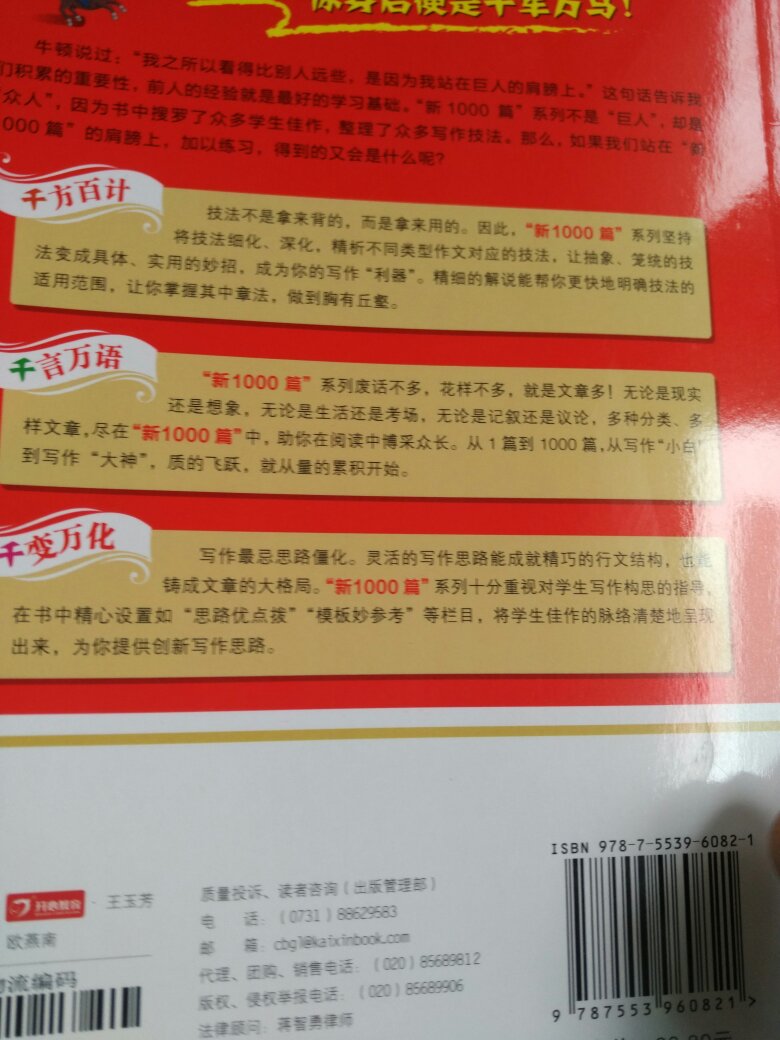 你身后便是千军万马！
牛顿说过：“我之所以看得比别人远些，是因为我站在巨人的肩膀上。”这句话告诉我
们积累的重要性，前人的经验就是最好的学习基础。“新1000篇”系列不是“巨人”，却是
“众人”，因为书中搜罗了众多学生佳作，整理了众多写作技法。那么，如果我们站在“新
1000篇”的肩膀上，加以练习，得到的又会是什么呢？
千方百计
技法不是拿来背的，而是拿来用的。因此，“新1000篇”系列坚持
将技法细化、深化，精析不同类型作文对应的技法，让抽象、笼统的技
法变成具体、实用的妙招，成为你的写作“利器”。精细的解说能帮你更快地明确技法的
适用范围，让你掌握其中章法，做到胸有丘壑。
千言万语
“新1000篇”系列废话不多，花样不多，就是文章多！无论是现实
还是想象，无论是生活还是考场，无论是记叙还是议论，多种分类、多
样文章，尽在“新1000篇”中，助你在阅读中博采众长。从1篇到1000篇，从写作“小白”
到写作“大神”，质的飞跃，就从量的累积开始。
千变万化
写作最忌思路僵化。灵活的写作思路能成就精巧的行文结构，也能
铸成文章的大格局。“新1000篇”系列十分重视对学生写作构思的指导，
在书中精心设置如“思路优点拨”“模板妙参考”等栏目，将学生佳作的脉络清楚地呈现
出来，为你提供创新写作思路。
ISBN 978-7-5539-6082-1
9 787553 960821 >
开心教育·王玉芳
欧燕南
流编码
质量投诉、读者咨询（出版管理部）
电 话：（0731）88629583
邮 箱：cbg1@kaixinbook.com
代理、团购、销售电话：（020）85689812
版权、侵权举报电话：（020）85689906
法律顾问：蒋智勇律师